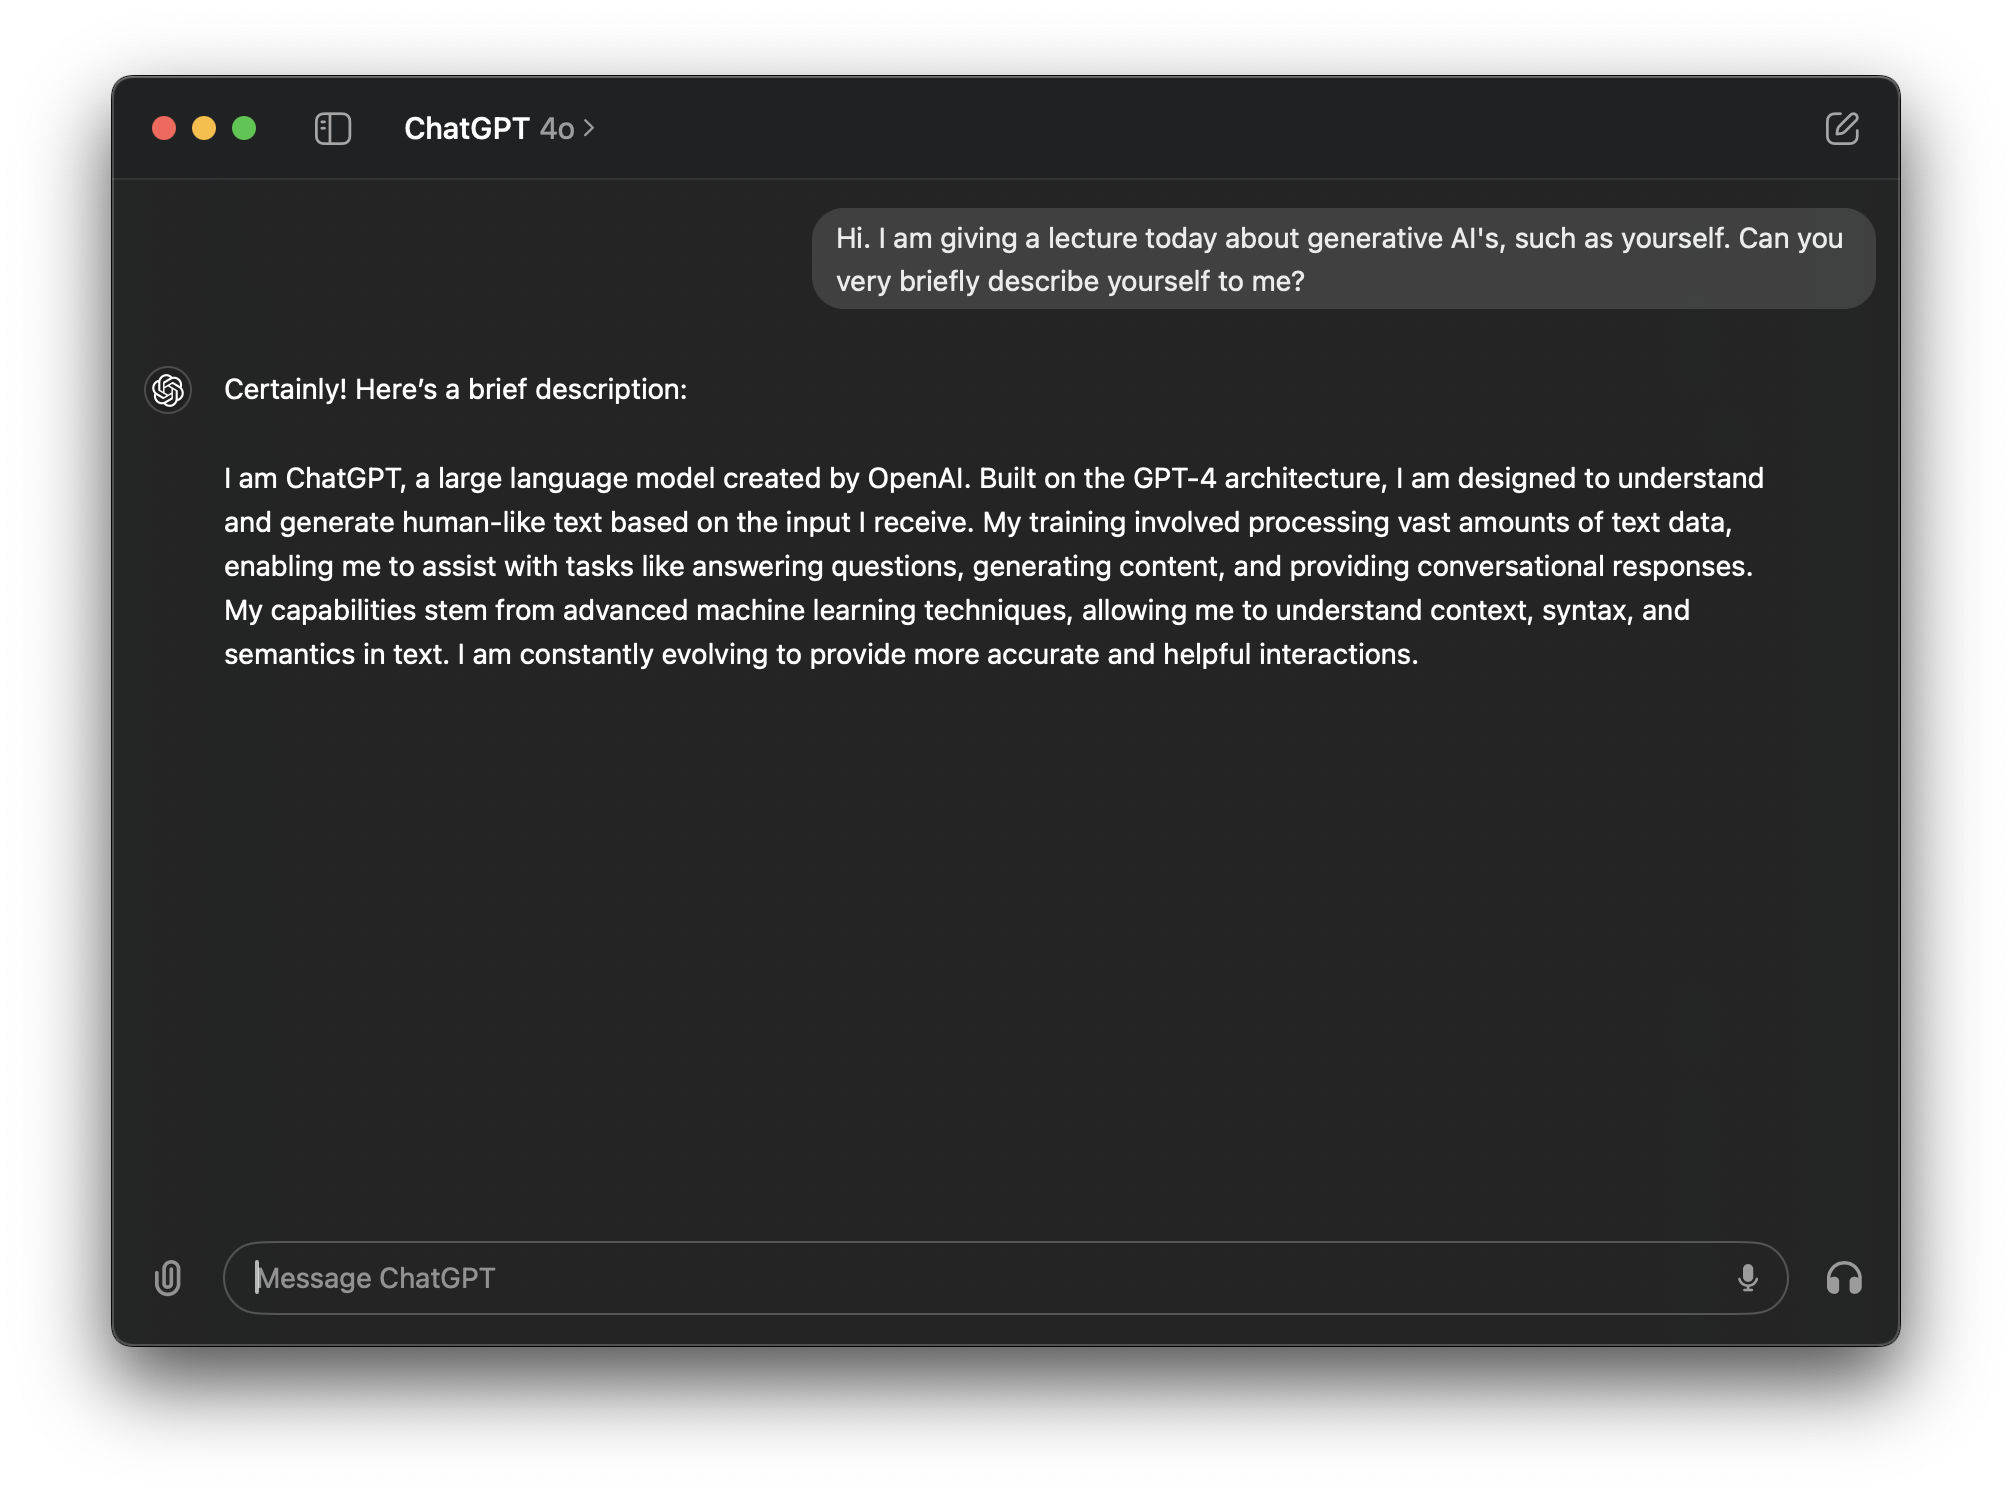 ChatGPT 4o
Hi. I am giving a lecture today about generative AI's, such as yourself. Can you
very briefly describe yourself to me?
Certainly! Here’s a brief description:
I am ChatGPT, a large language model created by OpenAI. Built on the GPT-4 architecture, I am designed to understand
and generate human-like text based on the input I receive. My training involved processing vast amounts of text data,
enabling me to assist with tasks like answering questions, generating content, and providing conversational responses.
My capabilities stem from advanced machine learning techniques, allowing me to understand context, syntax, and
semantics in text. I am constantly evolving to provide more accurate and helpful interactions.
Message ChatGPT